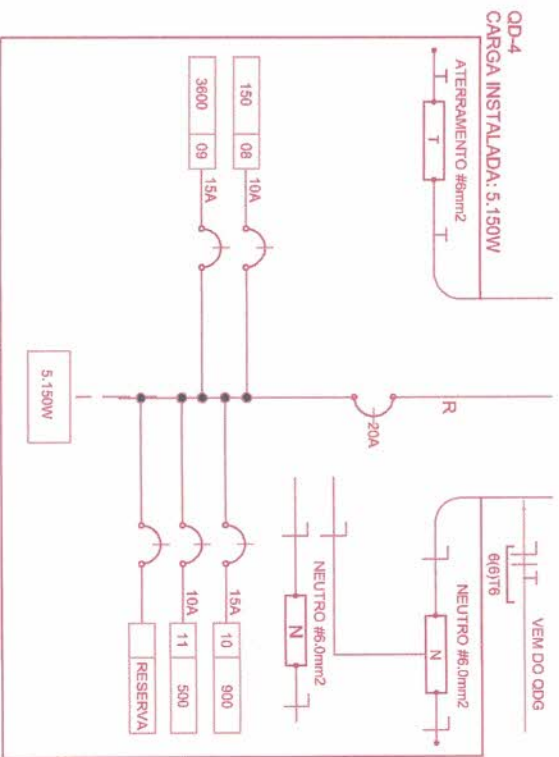 QD-4
CARGA INSTALADA: 5.150W
VEM DO QDG
T
6(6)T6
T
T
T
ATERRAMENTO #6mm2
R
NEUTRO #6.0mm2
N
20A
NEUTRO #6.0mm2
N
150 08 10A
3600 09 15A
15A 10 900
10A 11 500
RESERVA
5.150W